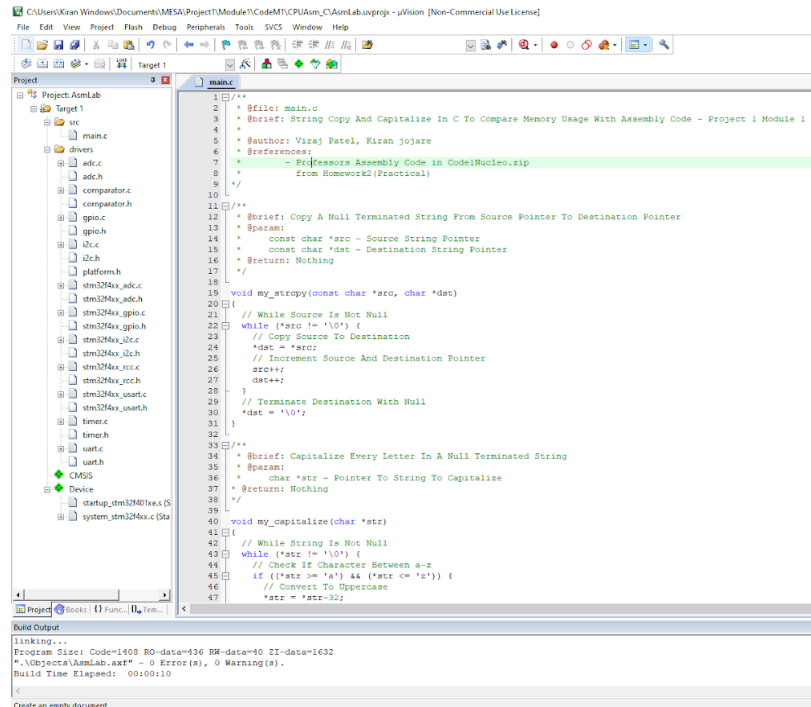 C:\Users\Kiran Windows\Documents\MESA\Project1\Module1\CodeM1\CPUAsm_C\AsmLab.uvprojx - µVision [Non-Commercial Use License]
File Edit View Project Flash Debug Peripherals Tools SVCS Window Help
Target 1
Project
Project: AsmLab
Target 1
src
main.c
drivers
adc.c
adc.h
comparator.c
comparator.h
gpio.c
gpio.h
i2c.c
i2c.h
platform.h
stm32f4xx_adc.c
stm32f4xx_adc.h
stm32f4xx_gpio.c
stm32f4xx_gpio.h
stm32f4xx_i2c.c
stm32f4xx_i2c.h
stm32f4xx_rcc.c
stm32f4xx_rcc.h
stm32f4xx_usart.c
stm32f4xx_usart.h
timer.c
timer.h
uart.c
uart.h
CMSIS
Device
startup_stm32f401xe.s (S
system_stm32f4xx.c (Sta
Project Books {} Func... 0→ Tem...
main.c
1 /**
2 * @file: main.c
3 * @brief: String Copy And Capitalize In C To Compare Memory Usage With Assembly Code - Project 1 Module 1
4 *
5 * @author: Viraj Patel, Kiran jojare
6 * @references:
7 * - Professors Assembly Code in Code1Nucleo.zip
8 * from Homework2(Practical)
9 */
10
11 /**
12 * @brief: Copy A Null Terminated String From Source Pointer To Destination Pointer
13 * @param:
14 * const char *src - Source String Pointer
15 * const char *dst - Destination String Pointer
16 * @return: Nothing
17 */
18
19 void my_strcpy(const char *src, char *dst)
20 {
21 // While Source Is Not Null
22 while (*src != '\0') {
23 // Copy Source To Destination
24 *dst = *src;
25 // Increment Source And Destination Pointer
26 src++;
27 dst++;
28 }
29 // Terminate Destination With Null
30 *dst = '\0';
31 }
32
33 /**
34 * @brief: Capitalize Every Letter In A Null Terminated String
35 * @param:
36 * char *str - Pointer To String To Capitalize
37 * @return: Nothing
38 */
39
40 void my_capitalize(char *str)
41 {
42 // While String Is Not Null
43 while (*str != '\0') {
44 // Check If Character Between a-z
45 if ((*str >= 'a') && (*str <= 'z')) {
46 // Convert To Uppercase
47 *str = *str-32;
Build Output
linking...
Program Size: Code=1408 RO-data=436 RW-data=40 ZI-data=1632
".\Objects\AsmLab.axf" - 0 Error(s), 0 Warning(s).
Build Time Elapsed: 00:00:10
Create an empty document